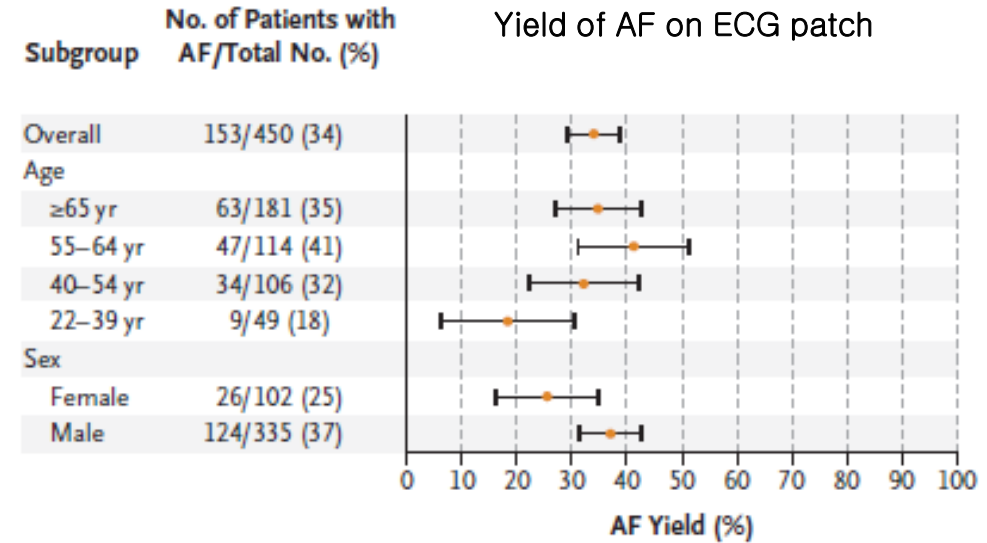 Yield of AF on ECG patch
No. of Patients with
Subgroup AF/Total No. (%)
Overall 153/450 (34)
Age
≥65 yr 63/181 (35)
55–64 yr 47/114 (41)
40–54 yr 34/106 (32)
22–39 yr 9/49 (18)
Sex
Female 26/102 (25)
Male 124/335 (37)
0 10 20 30 40 50 60 70 80 90 100
AF Yield (%)